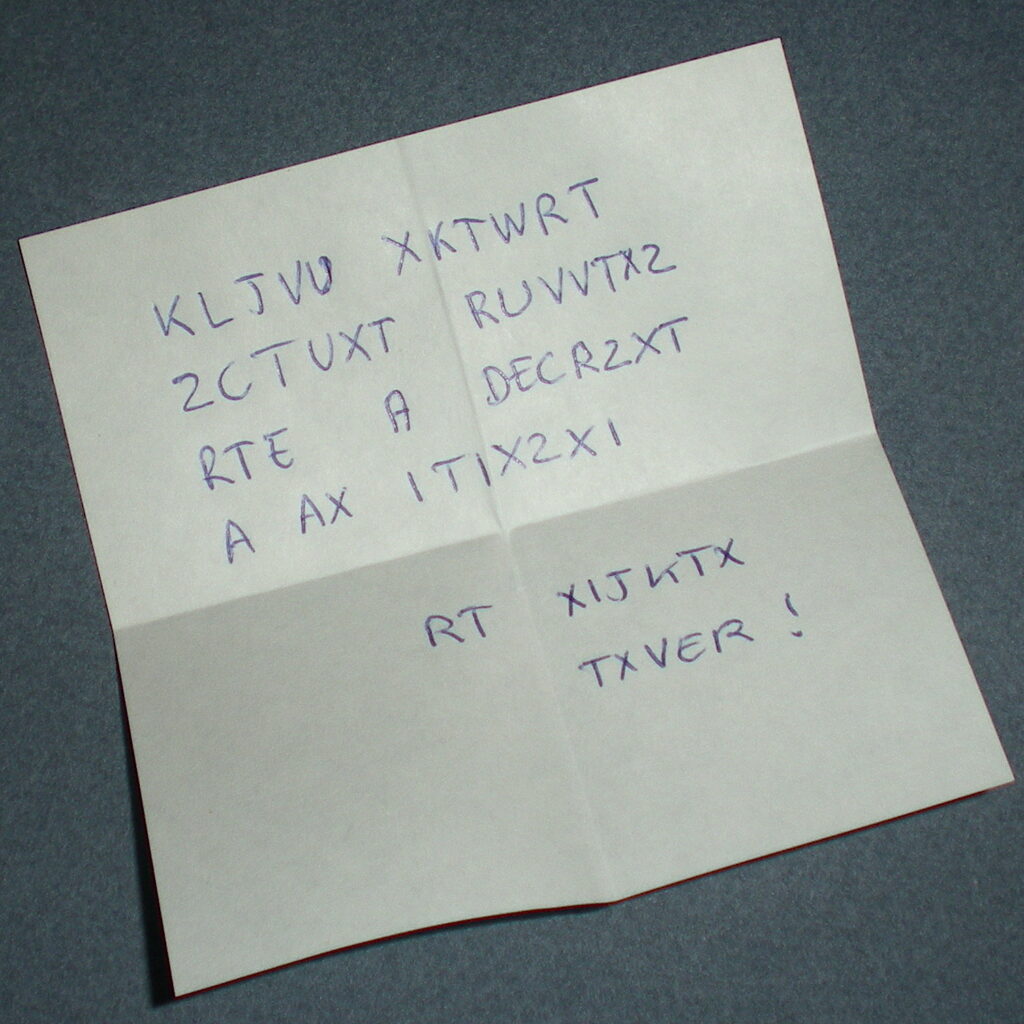 KLJVU XKTWRT
2CTUXT RUVVTX2
RTE A DECR2XT
A AX ITIX2XI
RT XIJKTX
TXVER !